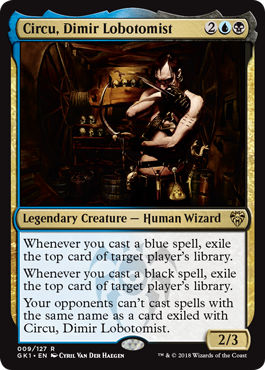 Circu, Dimir Lobotomist 2
Legendary Creature — Human Wizard
Whenever you cast a blue spell, exile
the top card of target player's library.
Whenever you cast a black spell, exile
the top card of target player's library.
Your opponents can't cast spells with
the same name as a card exiled with
Circu, Dimir Lobotomist.
2/3
009/127 R
GK1 • EN CYRIL VAN DER HAEGEN
™ & © 2018 Wizards of the Coast